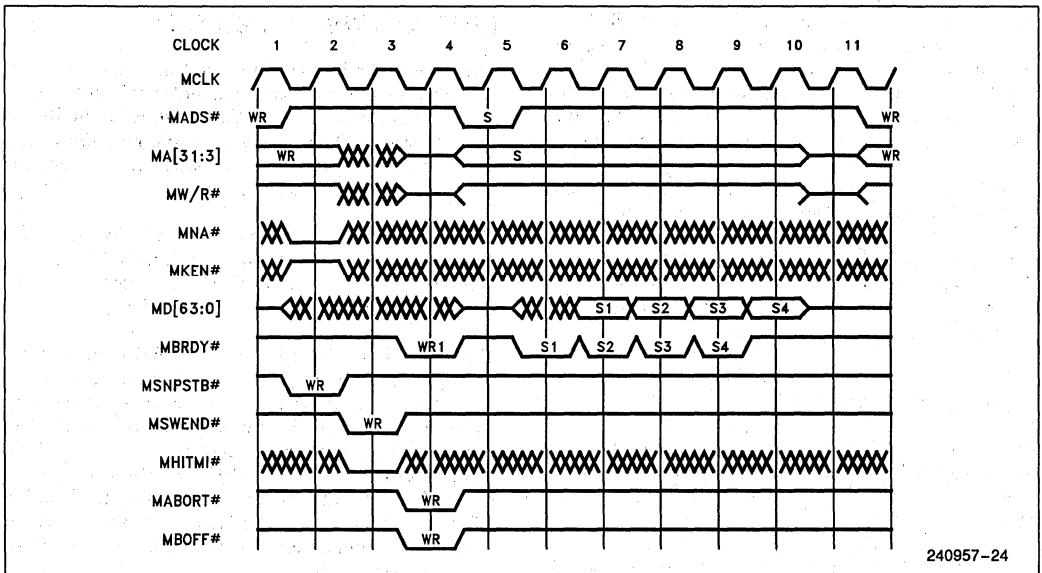 CLOCK 1 2 3 4 5 6 7 8 9 10 11
MCLK
MADS# WR S WR
MA[31:3] WR S WR
MW/R#
MNA#
MKEN#
MD[63:0] S1 S2 S3 S4
MBRDY# WR1 S1 S2 S3 S4
MSNPSTB# WR
MSWEND# WR
MHITMI#
MABORT# WR
MBOFF# WR
240957-24